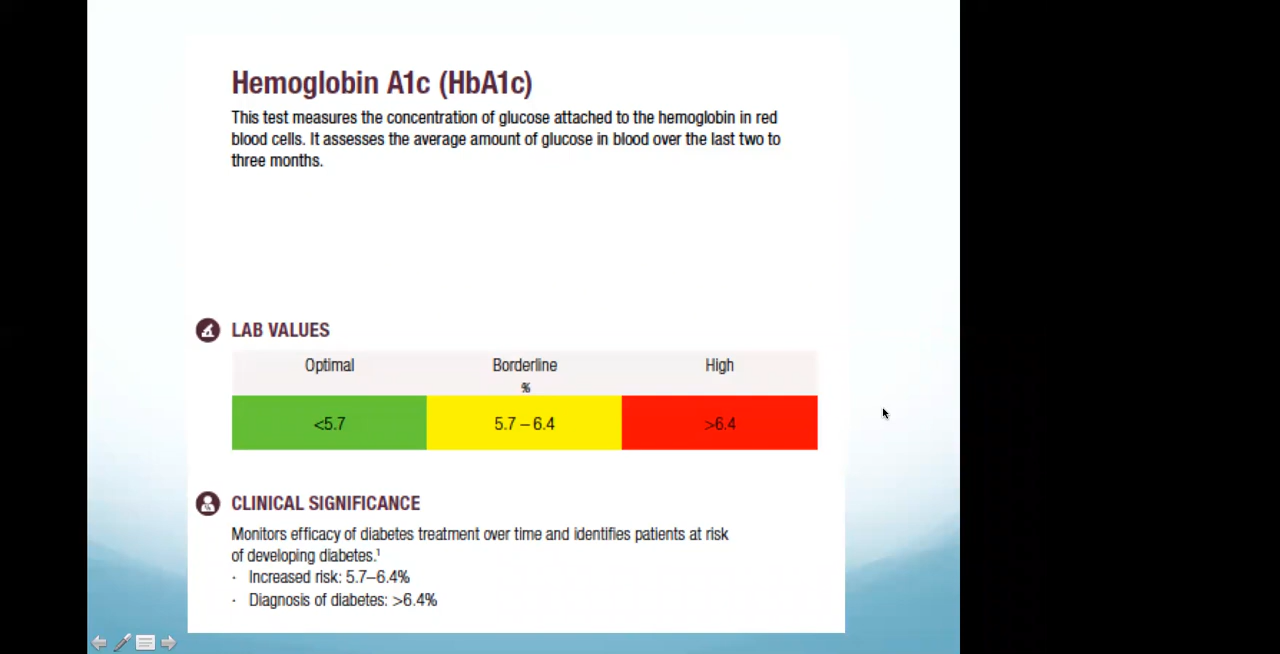 Hemoglobin A1c (HbA1c)
This test measures the concentration of glucose attached to the hemoglobin in red
blood cells. It assesses the average amount of glucose in blood over the last two to
three months.
LAB VALUES
Optimal Borderline High
%
<5.7 5.7 – 6.4 >6.4
CLINICAL SIGNIFICANCE
Monitors efficacy of diabetes treatment over time and identifies patients at risk
of developing diabetes.¹
· Increased risk: 5.7–6.4%
· Diagnosis of diabetes: >6.4%